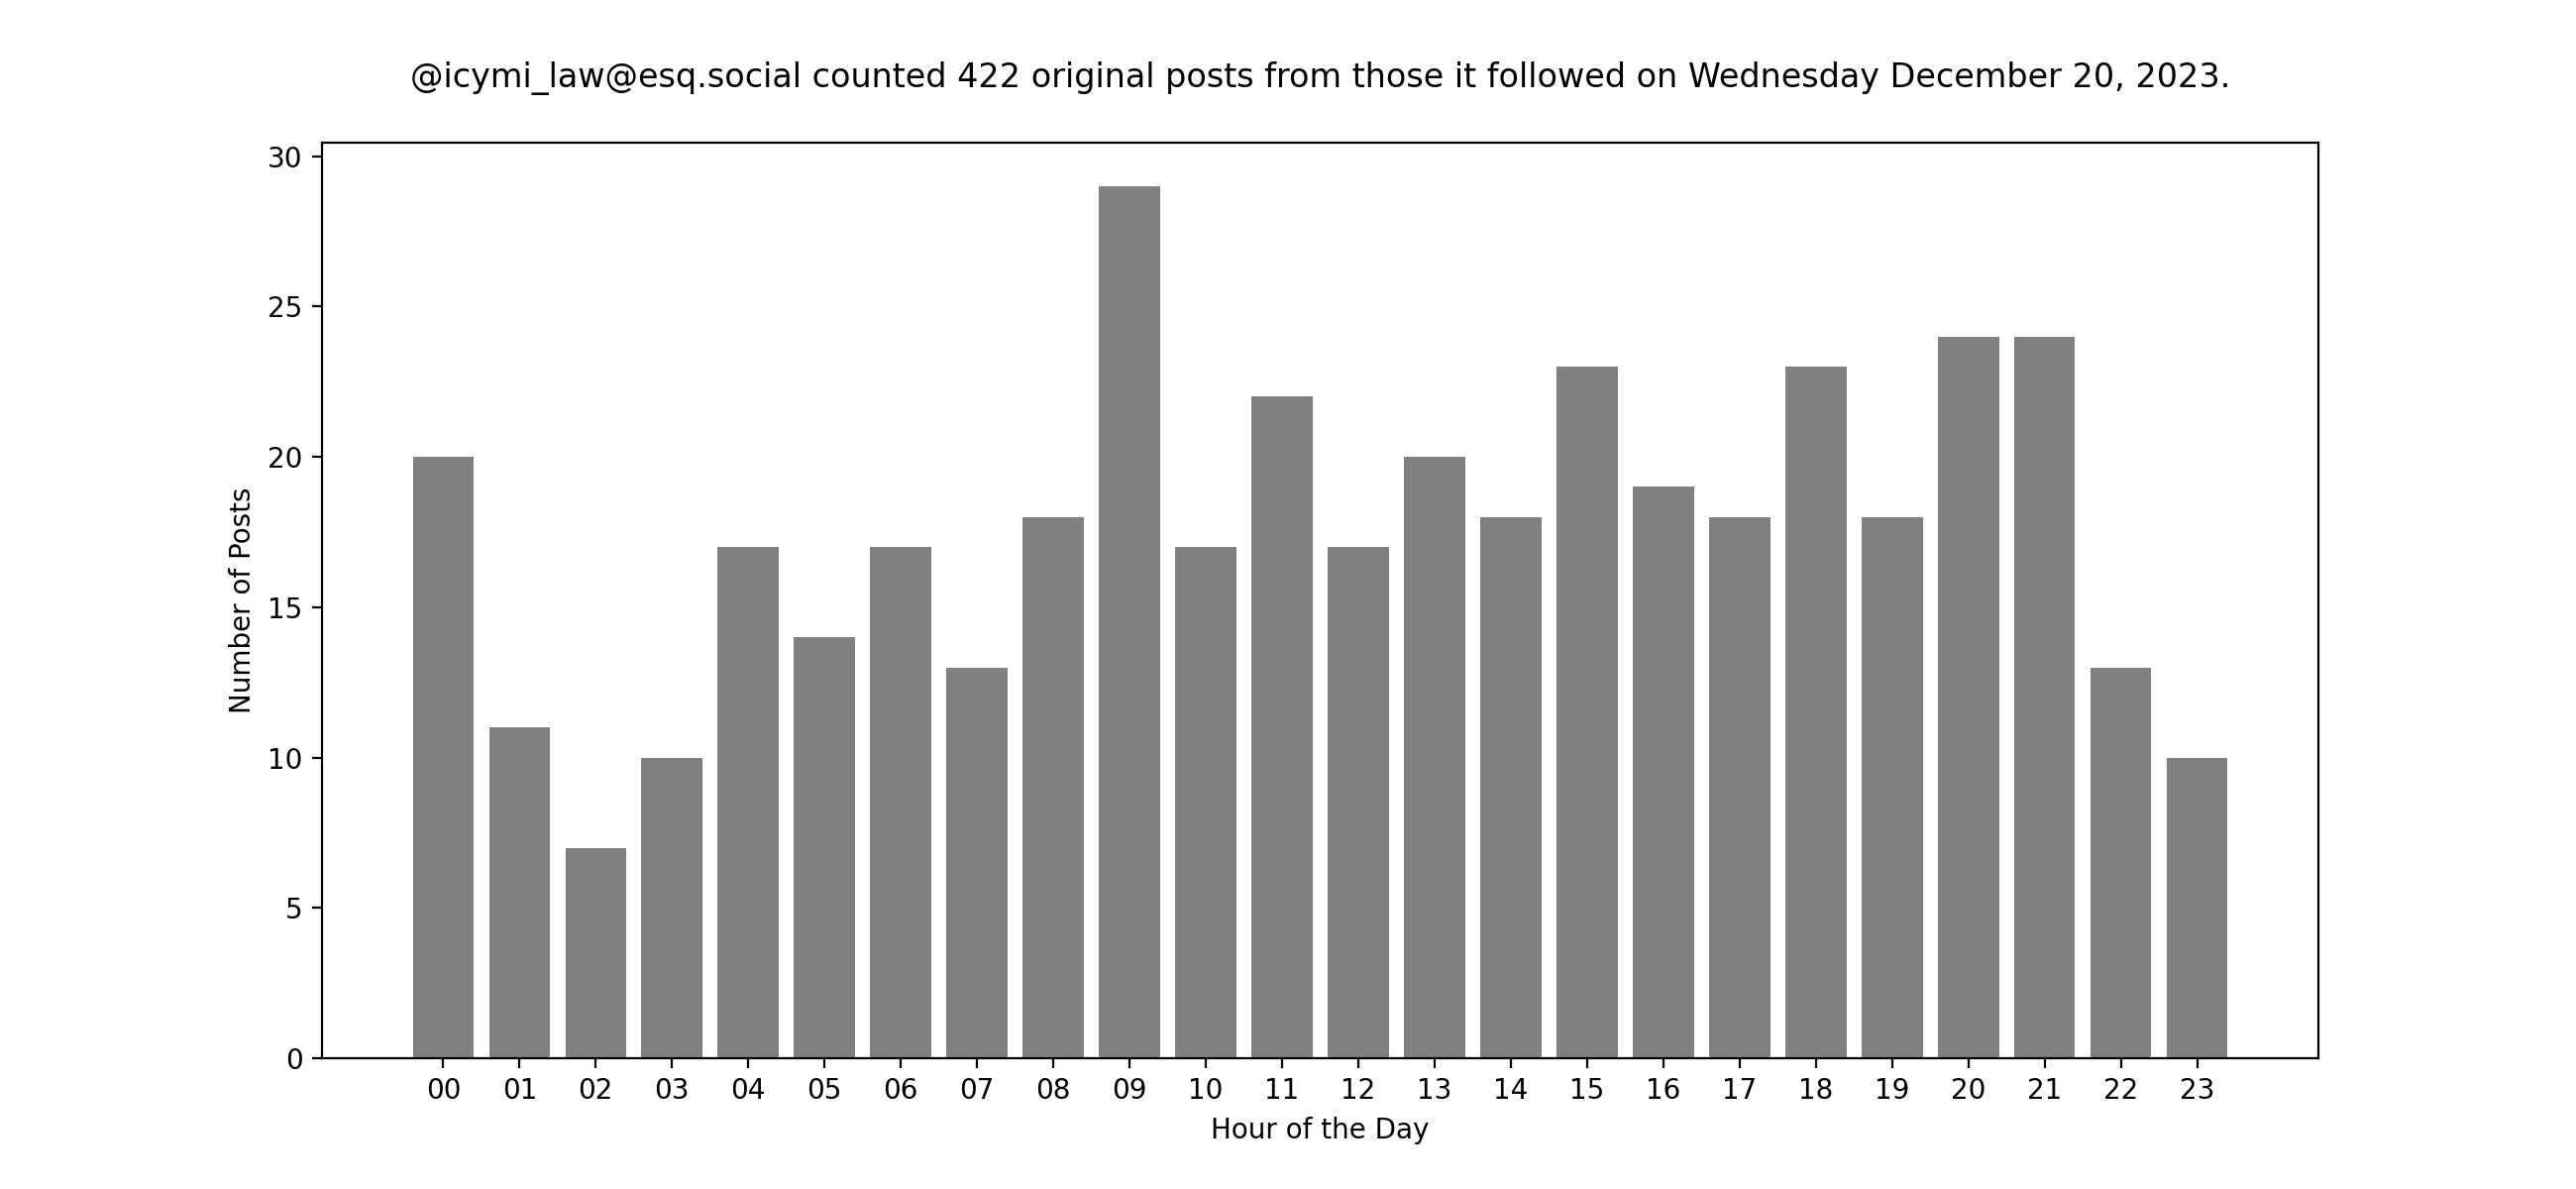 @icymi_law@esq.social counted 422 original posts from those it followed on Wednesday December 20, 2023.
30
25
20
15
10
5
0
Number of Posts
00 01 02 03 04 05 06 07 08 09 10 11 12 13 14 15 16 17 18 19 20 21 22 23
Hour of the Day